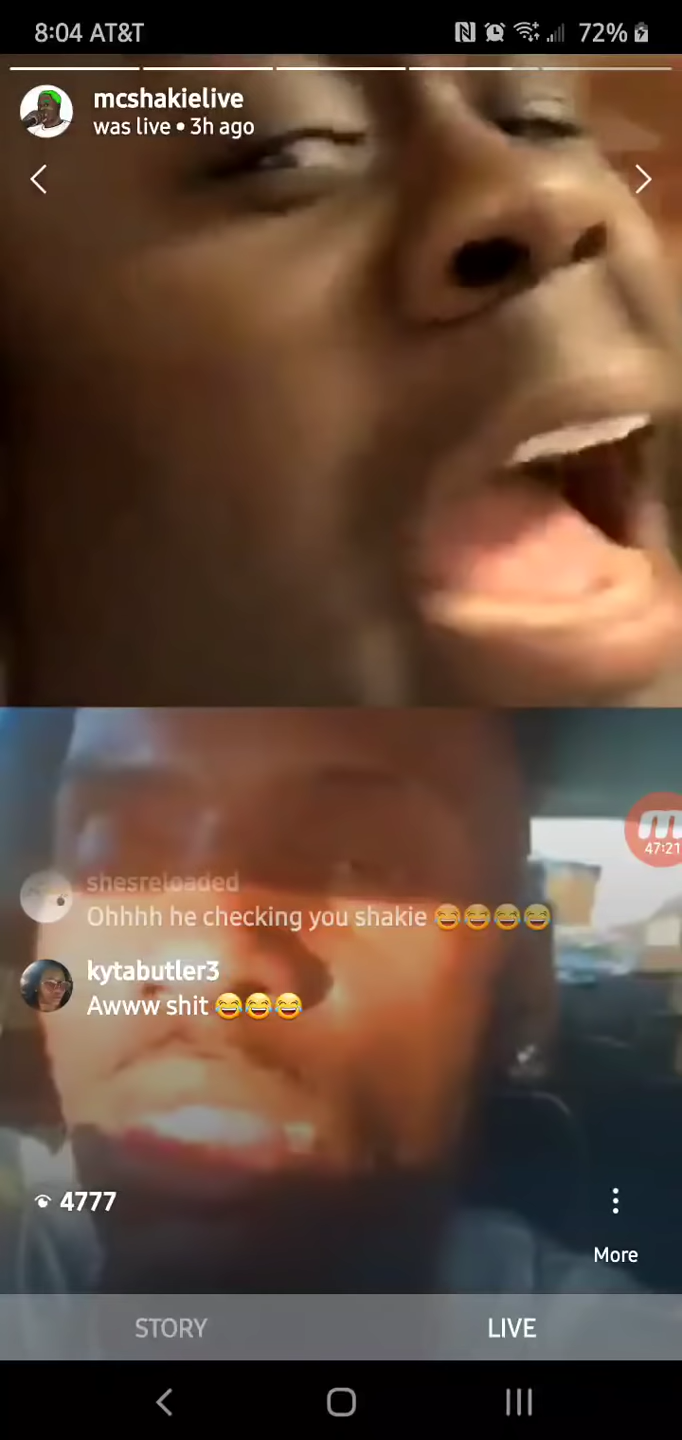 8:04 AT&T 72%
mcshakielive
was live • 3h ago
m
47:21
shesreloaded
Ohhhh he checking you shakie 😂😂😂😂
kytabutler3
Awww shit 😂😂😂
4777
More
STORY LIVE